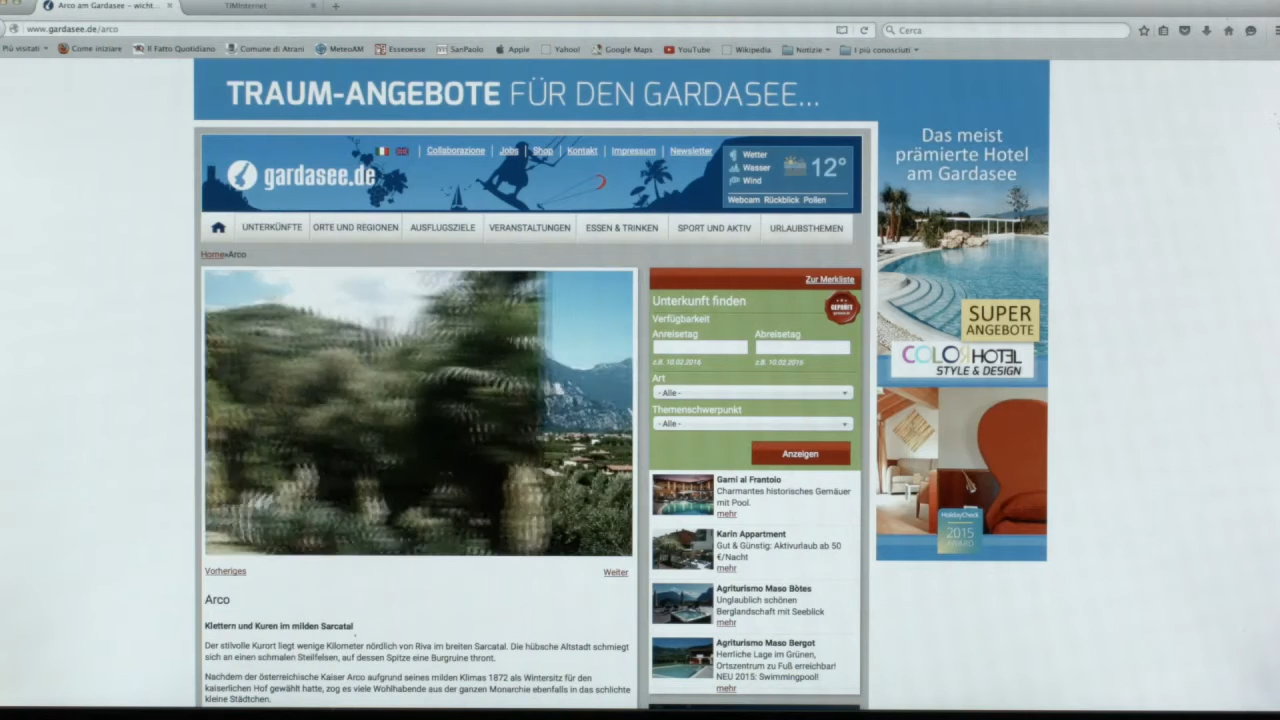 Arco am Gardasee – wicht...
TIMInternet
www.gardasee.de/arco
Cerca
Più visitati
Come iniziare
Il Fatto Quotidiano
Comune di Atrani
MeteoAM
Esseoesse
SanPaolo
Apple
Yahoo!
Google Maps
YouTube
Wikipedia
Notizie
I più conosciuti
TRAUM-ANGEBOTE FÜR DEN GARDASEE...
Das meist
prämierte Hotel
am Gardasee
SUPER
ANGEBOTE
COLOR HOTEL
STYLE & DESIGN
HolidayCheck
2015
AWARD
Collaborazione
Jobs
Shop
Kontakt
Impressum
Newsletter
gardasee.de
Wetter
Wasser
Wind
12°
Webcam Rückblick Pollen
UNTERKÜNFTE
ORTE UND REGIONEN
AUSFLUGSZIELE
VERANSTALTUNGEN
ESSEN & TRINKEN
SPORT UND AKTIV
URLAUBSTHEMEN
Home»Arco
Vorheriges
Weiter
Arco
Klettern und Kuren im milden Sarcatal
Der stilvolle Kurort liegt wenige Kilometer nördlich von Riva im breiten Sarcatal. Die hübsche Altstadt schmiegt
sich an einen schmalen Steilfelsen, auf dessen Spitze eine Burgruine thront.
Nachdem der österreichische Kaiser Arco aufgrund seines milden Klimas 1872 als Wintersitz für den
kaiserlichen Hof gewählt hatte, zog es viele Wohlhabende aus der ganzen Monarchie ebenfalls in das schlichte
kleine Städtchen.
Zur Merkliste
Unterkunft finden
GEPRÜFT
Verfügbarkeit
Anreisetag
Abreisetag
z.B. 10.02.2016
z.B. 10.02.2016
Art
- Alle -
Themenschwerpunkt
- Alle -
Anzeigen
Garni al Frantoio
Charmantes historisches Gemäuer
mit Pool.
mehr
Karin Appartment
Gut & Günstig: Aktivurlaub ab 50
€/Nacht
mehr
Agriturismo Maso Bòtes
Unglaublich schönen
Berglandschaft mit Seeblick
mehr
Agriturismo Maso Bergot
Herrliche Lage im Grünen,
Ortszentrum zu Fuß erreichbar!
NEU 2015: Swimmingpool!
mehr